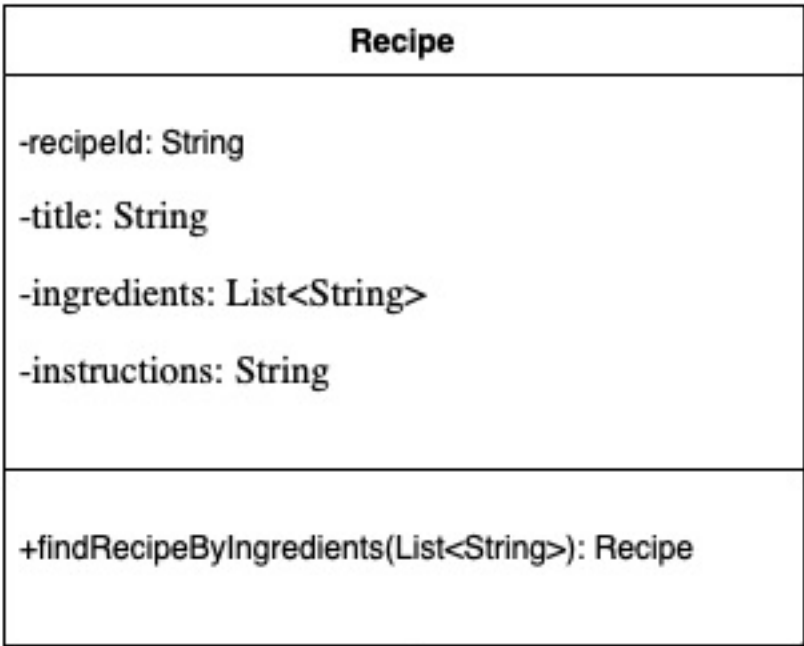 Recipe
-recipeId: String
-title: String
-ingredients: List<String>
-instructions: String
+findRecipeByIngredients(List<String>): Recipe